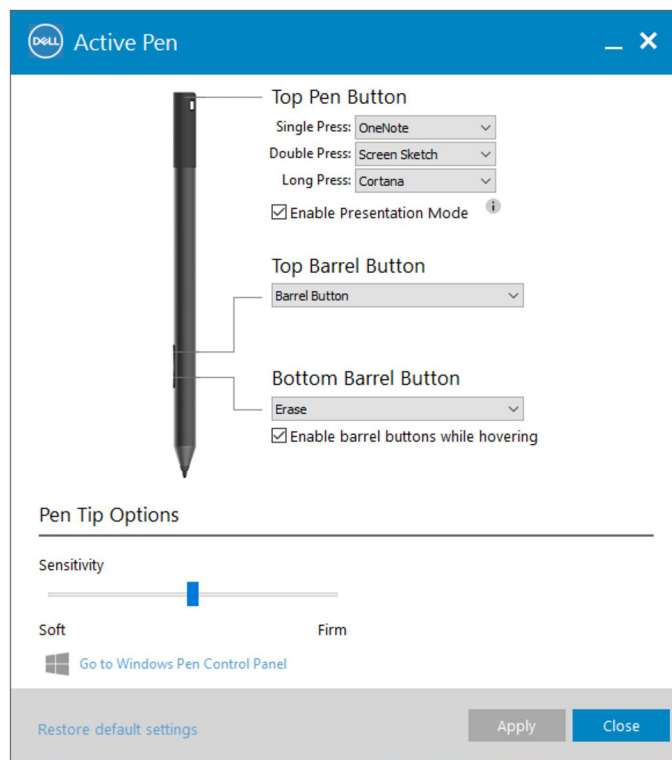 DELL Active Pen
Top Pen Button
Single Press: OneNote
Double Press: Screen Sketch
Long Press: Cortana
Enable Presentation Mode i
Top Barrel Button
Barrel Button
Bottom Barrel Button
Erase
Enable barrel buttons while hovering
Pen Tip Options
Sensitivity
Soft Firm
Go to Windows Pen Control Panel
Restore default settings Apply Close